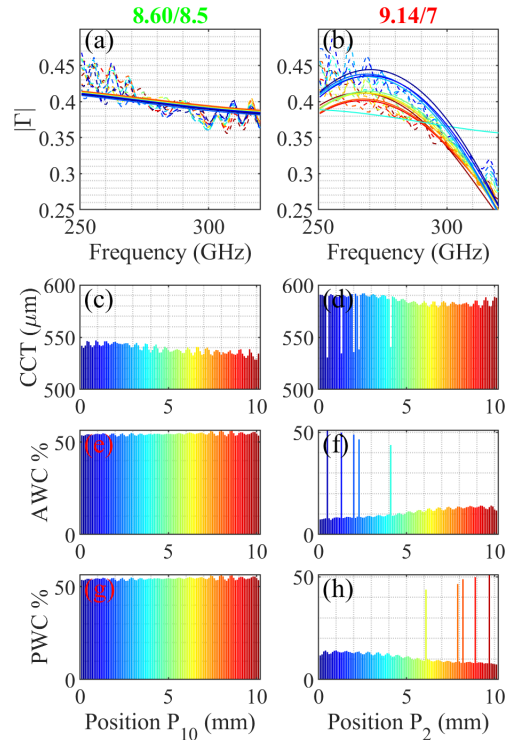 8.60/8.5 9.14/7
(a) (b)
0.45 0.45
0.4 0.4
|Γ|
0.35 0.35
0.3 0.3
0.25 0.25
250 300 250 300
Frequency (GHz) Frequency (GHz)
600 600
(c) (d)
CCT (μm)
550 550
500 500
0 5 10 0 5 10
50 50
(e) (f)
AWC %
0 0
0 5 10 0 5 10
50 50
(g) (h)
PWC %
0 0
0 5 10 0 5 10
Position P10 (mm) Position P2 (mm)